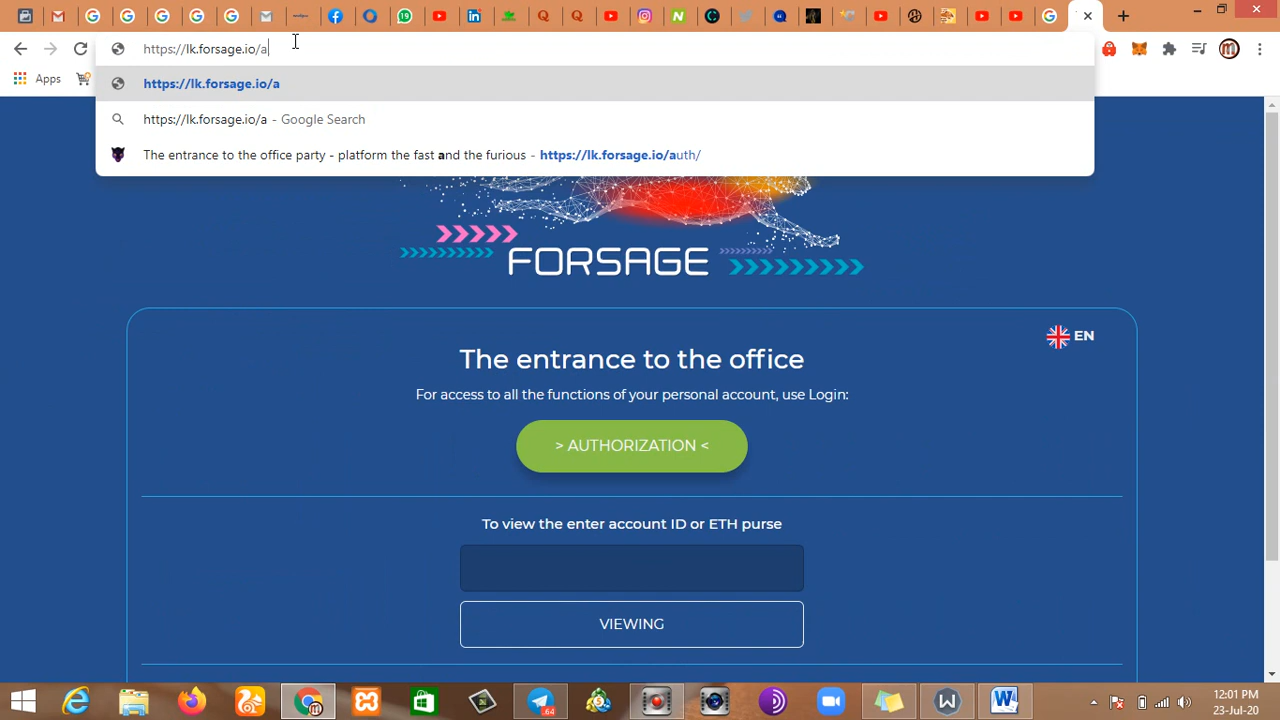 https://lk.forsage.io/a
https://lk.forsage.io/a
https://lk.forsage.io/a - Google Search
The entrance to the office party - platform the fast and the furious - https://lk.forsage.io/auth/
Apps
FORSAGE
EN
The entrance to the office
For access to all the functions of your personal account, use Login:
> AUTHORIZATION <
To view the enter account ID or ETH purse
VIEWING
12:01 PM
23-Jul-20